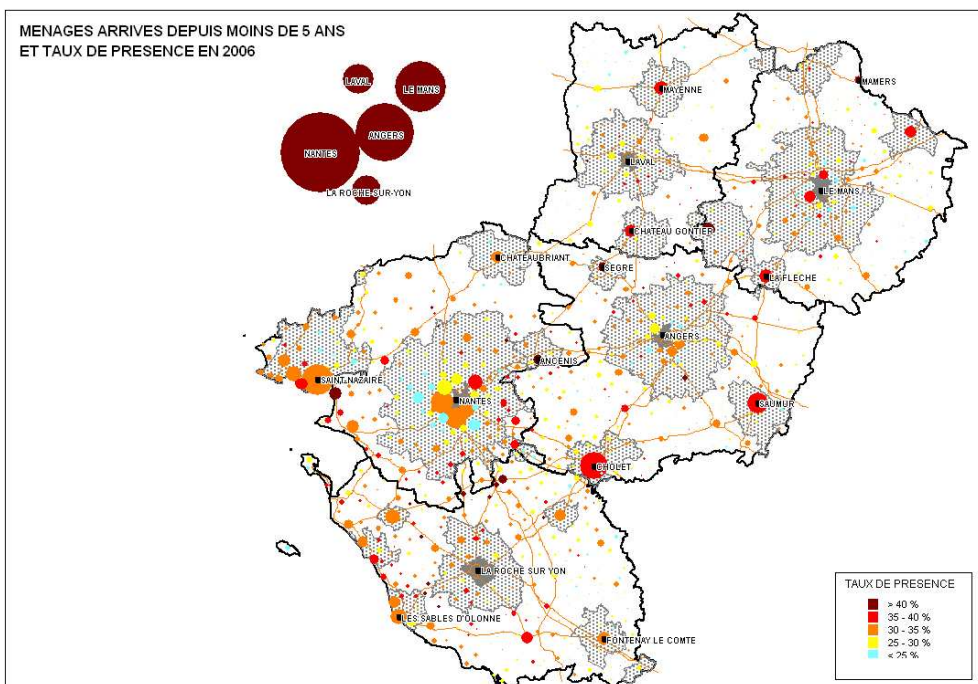 MENAGES ARRIVES DEPUIS MOINS DE 5 ANS
ET TAUX DE PRESENCE EN 2006
LAVAL
LE MANS
ANGERS
NANTES
LA ROCHE-SUR-YON
MAMERS
MAYENNE
LAVAL
LE MANS
CHATEAU GONTIER
CHATEAUBRIANT
SEGRE
LA FLECHE
ANGERS
ANCENIS
SAINT-NAZAIRE
NANTES
SAUMUR
CHOLET
LA ROCHE SUR YON
LES SABLES D'OLONNE
FONTENAY LE COMTE
TAUX DE PRESENCE
> 40 %
35 - 40 %
30 - 35 %
25 - 30 %
< 25 %